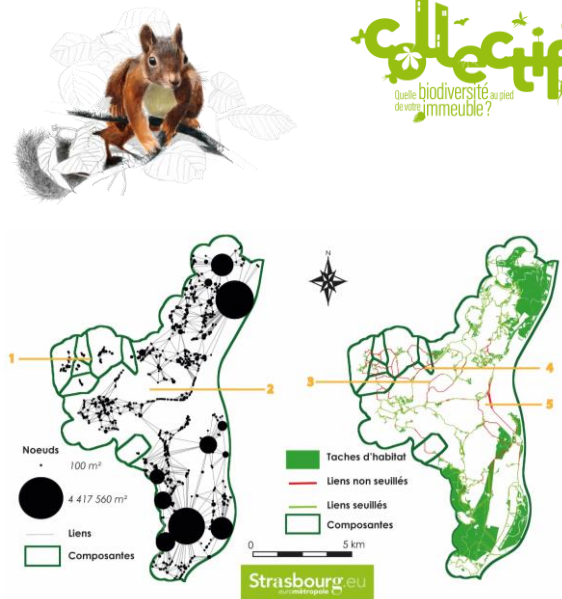 collectif
Quelle biodiversité au pied
de votre immeuble ?
N
1
2
3
4
5
Noeuds
100 m²
4 417 560 m²
Liens
Composantes
Taches d'habitat
Liens non seuillés
Liens seuillés
Composantes
0
5 km
Strasbourg.eu
eurométropole